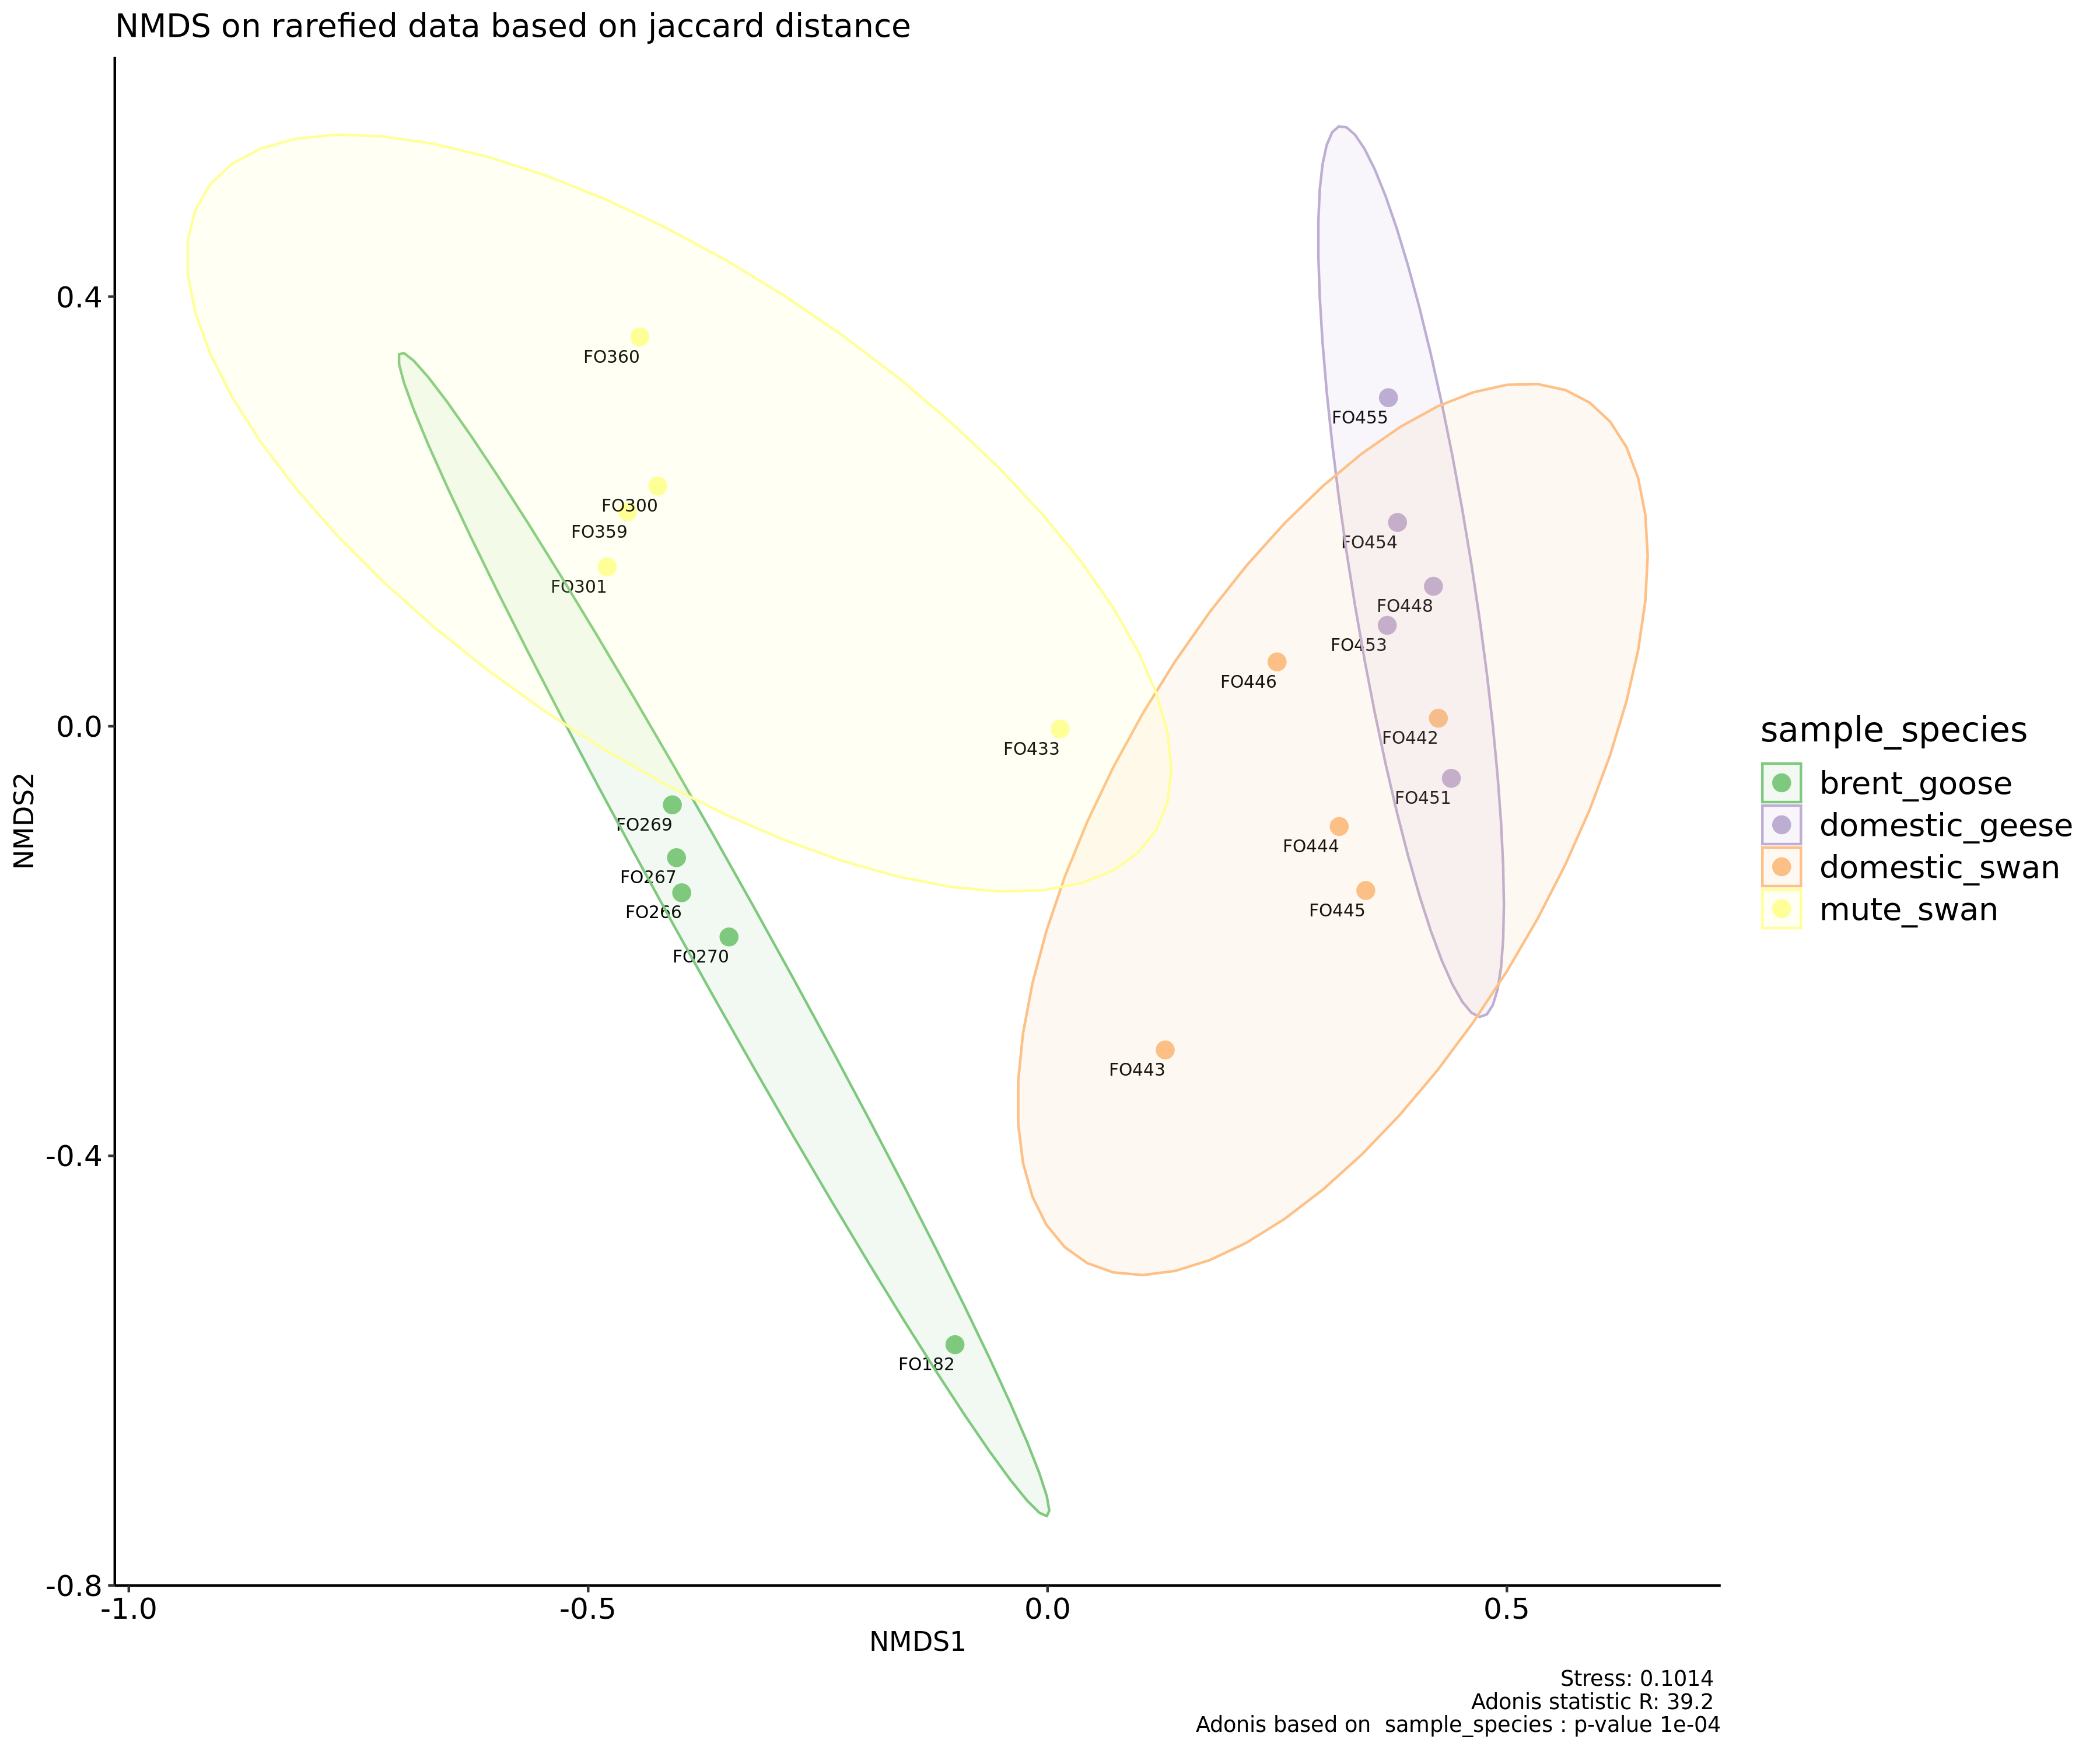 NMDS on rarefied data based on jaccard distance
0.4
FO360
FO455
FO300
FO359
FO454
FO301
FO448
FO453
FO446
0.0
FO433
FO442
FO451
FO269
FO444
FO267
FO266
FO445
FO270
FO443
-0.4
FO182
-0.8
NMDS2
-1.0 -0.5 0.0 0.5
NMDS1
sample_species
brent_goose
domestic_geese
domestic_swan
mute_swan
Stress: 0.1014
Adonis statistic R: 39.2
Adonis based on  sample_species : p-value 1e-04